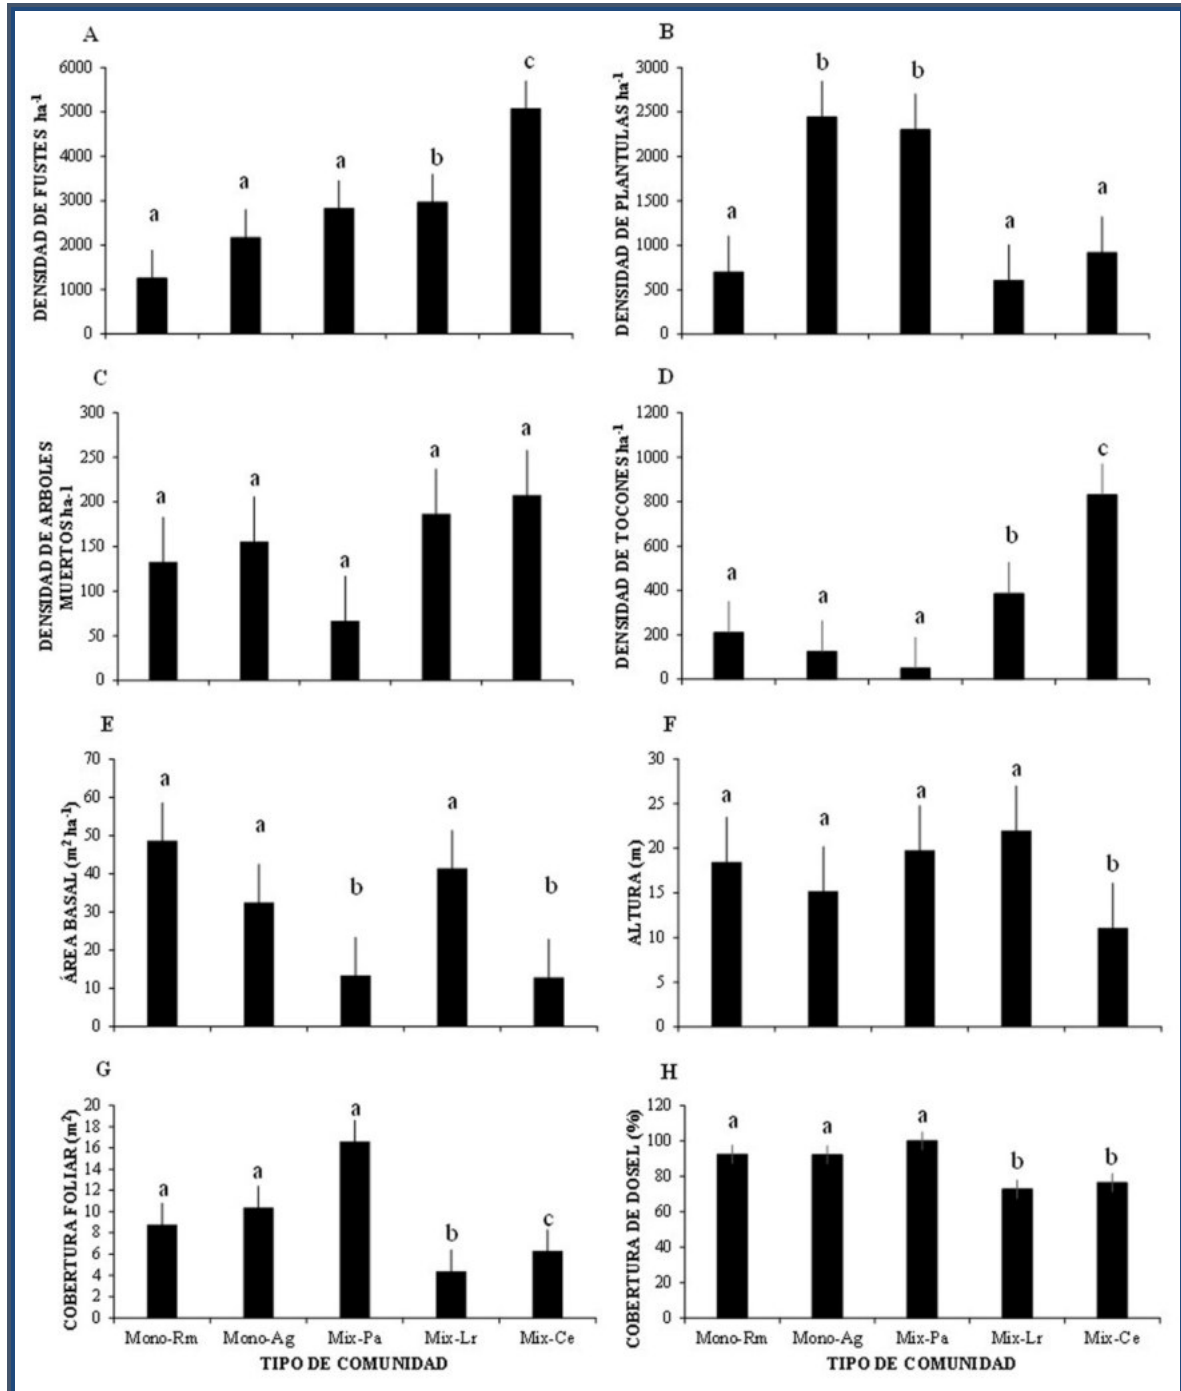 A
DENSIDAD DE FUSTES ha-1
6000
5000
4000
3000
2000
1000
0
a
a
a
b
c
B
DENSIDAD DE PLANTULAS ha-1
3000
2500
2000
1500
1000
500
0
a
b
b
a
a
C
DENSIDAD DE ARBOLES
MUERTOS ha-1
300
250
200
150
100
50
0
a
a
a
a
a
D
DENSIDAD DE TOCONES ha-1
1200
1000
800
600
400
200
0
a
a
a
b
c
E
ÁREA BASAL (m2 ha-1)
70
60
50
40
30
20
10
0
a
a
b
a
b
F
ALTURA (m)
30
25
20
15
10
5
0
a
a
a
a
b
G
COBERTURA FOLIAR (m2)
20
18
16
14
12
10
8
6
4
2
0
a
a
a
b
c
Mono-Rm Mono-Ag Mix-Pa Mix-Lr Mix-Ce
TIPO DE COMUNIDAD
H
COBERTURA DE DOSEL (%)
120
100
80
60
40
20
0
a
a
a
b
b
Mono-Rm Mono-Ag Mix-Pa Mix-Lr Mix-Ce
TIPO DE COMUNIDAD